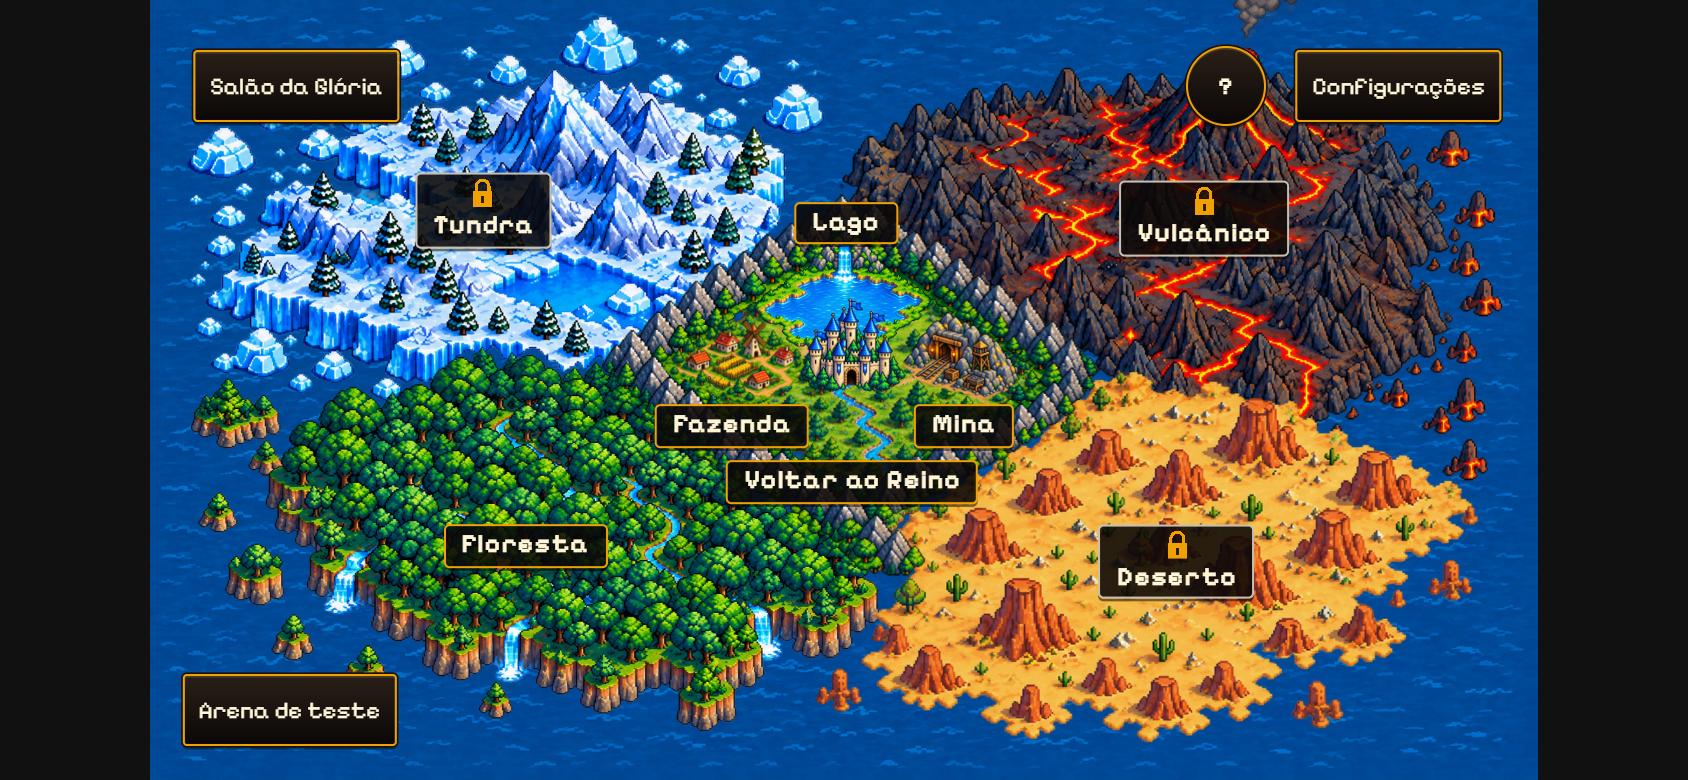 Salão da Glória
?
Configurações
Tundra
Lago
Vulcânico
Fazenda
Mina
Voltar ao Reino
Floresta
Deserto
Arena de teste